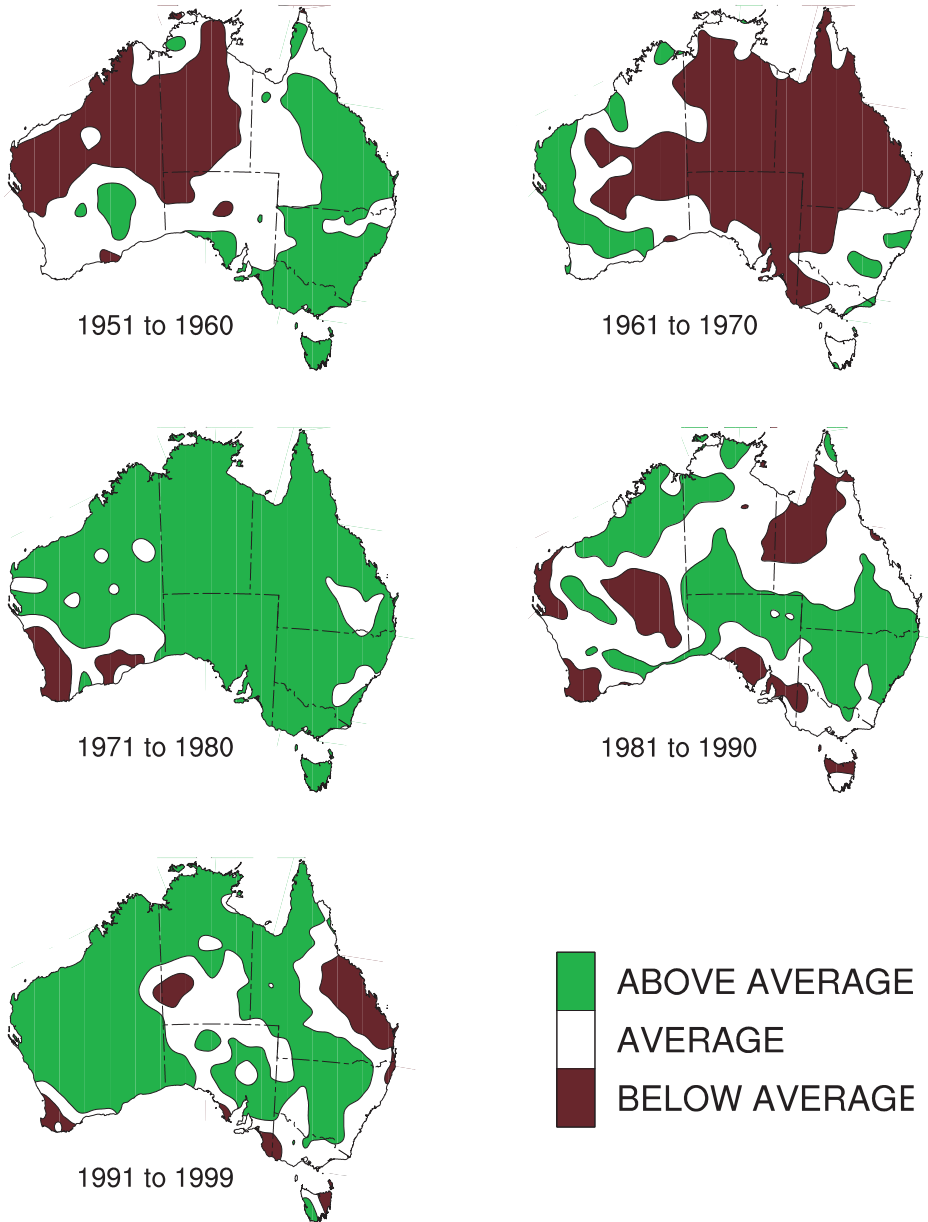 1951 to 1960
1961 to 1970
1971 to 1980
1981 to 1990
1991 to 1999
ABOVE AVERAGE
AVERAGE
BELOW AVERAGE